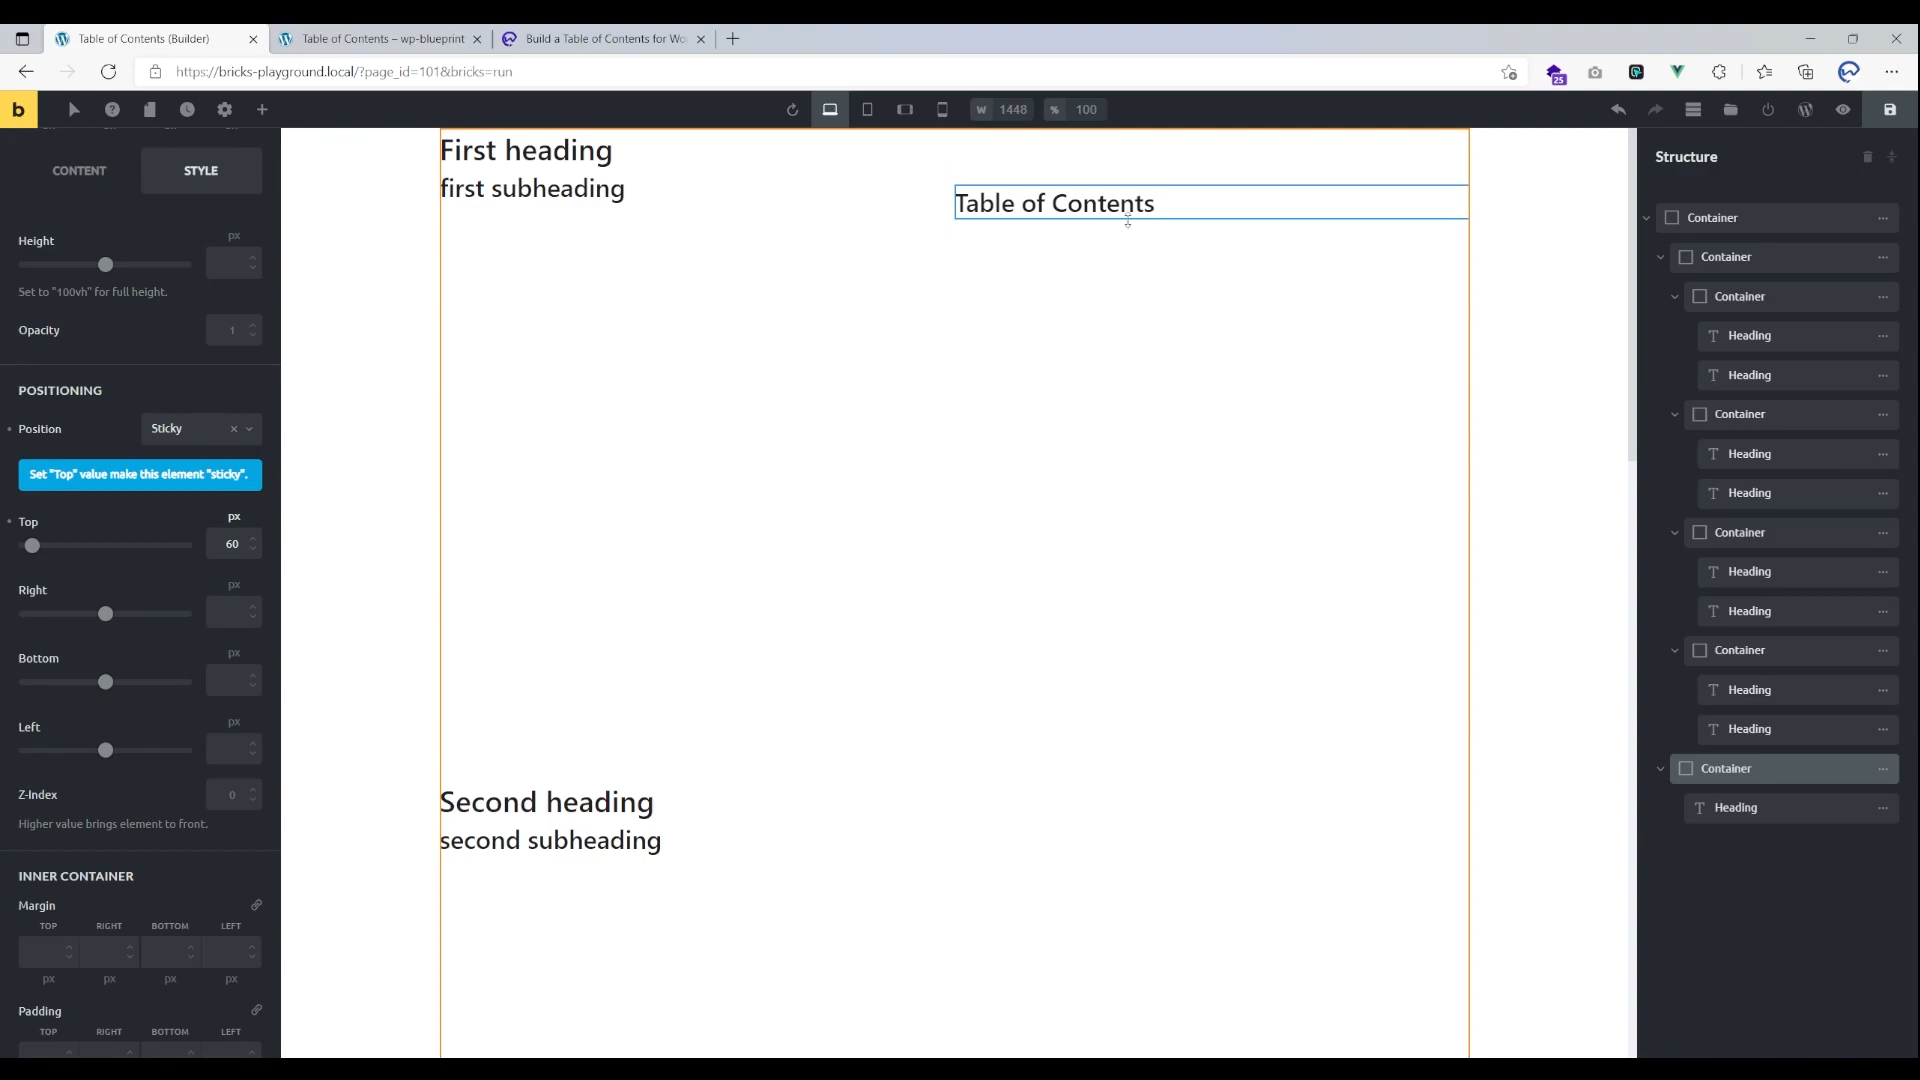 Table of Contents (Builder)
Table of Contents – wp-blueprint
Build a Table of Contents for Wo
https://bricks-playground.local/?page_id=101&bricks=run
25
b
W 1448
% 100
CONTENT
STYLE
Height
px
Set to "100vh" for full height.
Opacity
1
POSITIONING
Position
Sticky
Set "Top" value make this element "sticky".
Top
px
60
Right
px
Bottom
px
Left
px
Z-Index
0
Higher value brings element to front.
INNER CONTAINER
Margin
TOP RIGHT BOTTOM LEFT
px px px px
Padding
TOP RIGHT BOTTOM LEFT
First heading
first subheading
Table of Contents
Second heading
second subheading
Structure
Container
Container
Container
Heading
Heading
Container
Heading
Heading
Container
Heading
Heading
Container
Heading
Heading
Container
Heading